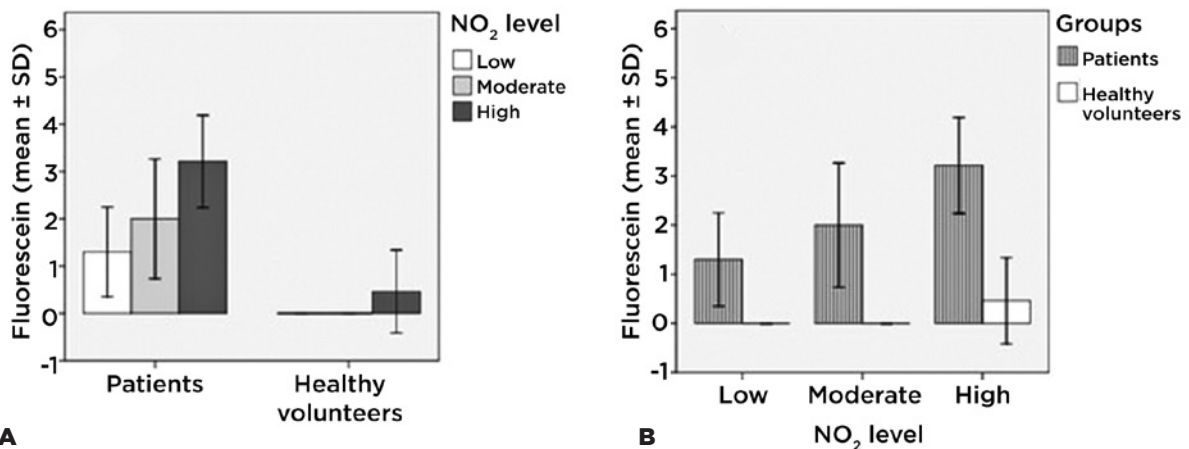 Fluorescein (mean ± SD)
6
5
4
3
2
1
0
-1
Patients
Healthy
volunteers
NO₂ level
Low
Moderate
High
A
Fluorescein (mean ± SD)
6
5
4
3
2
1
0
-1
Low
Moderate
High
NO₂ level
Groups
Patients
Healthy
volunteers
B